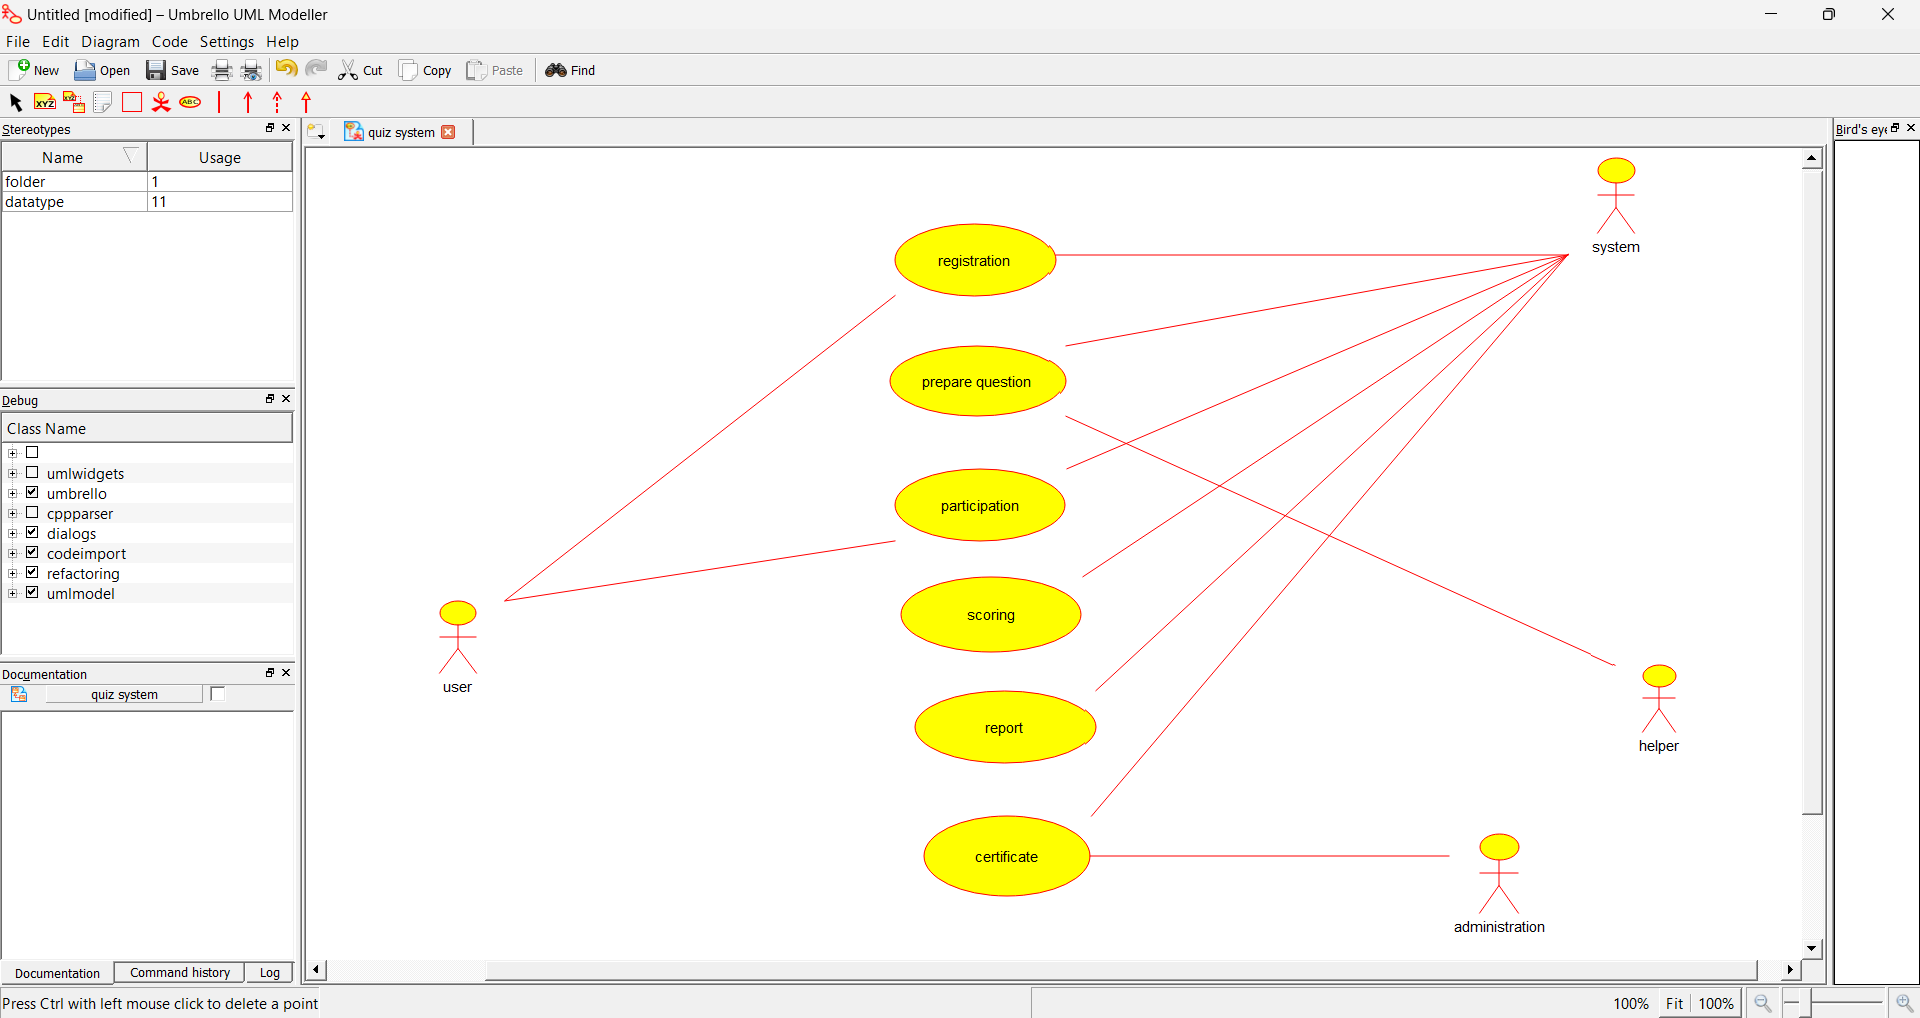 Untitled [modified] – Umbrello UML Modeller
File Edit Diagram Code Settings Help
New Open Save Cut Copy Paste Find
XYZ XYZ ABC
Stereotypes
Name Usage
folder 1
datatype 11
Debug
Class Name
umlwidgets
umbrello
cppparser
dialogs
codeimport
refactoring
umlmodel
Documentation
quiz system
Documentation Command history Log
quiz system
system
registration
prepare question
participation
scoring
user
report
helper
certificate
administration
Bird's eye
Press Ctrl with left mouse click to delete a point
100% Fit 100%